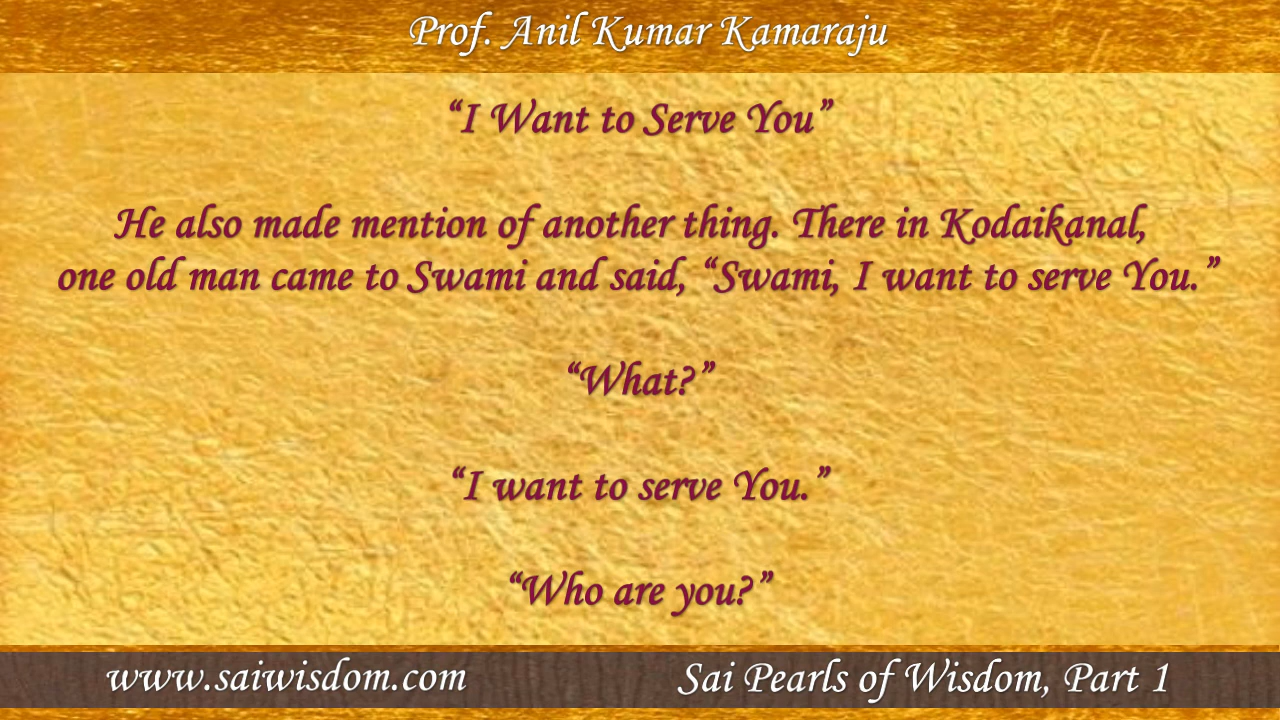 Prof. Anil Kumar Kamaraju
“I Want to Serve You”
He also made mention of another thing. There in Kodaikanal,
one old man came to Swami and said, “Swami, I want to serve You.”
“What?”
“I want to serve You.”
“Who are you?”
www.saiwisdom.com
Sai Pearls of Wisdom, Part 1